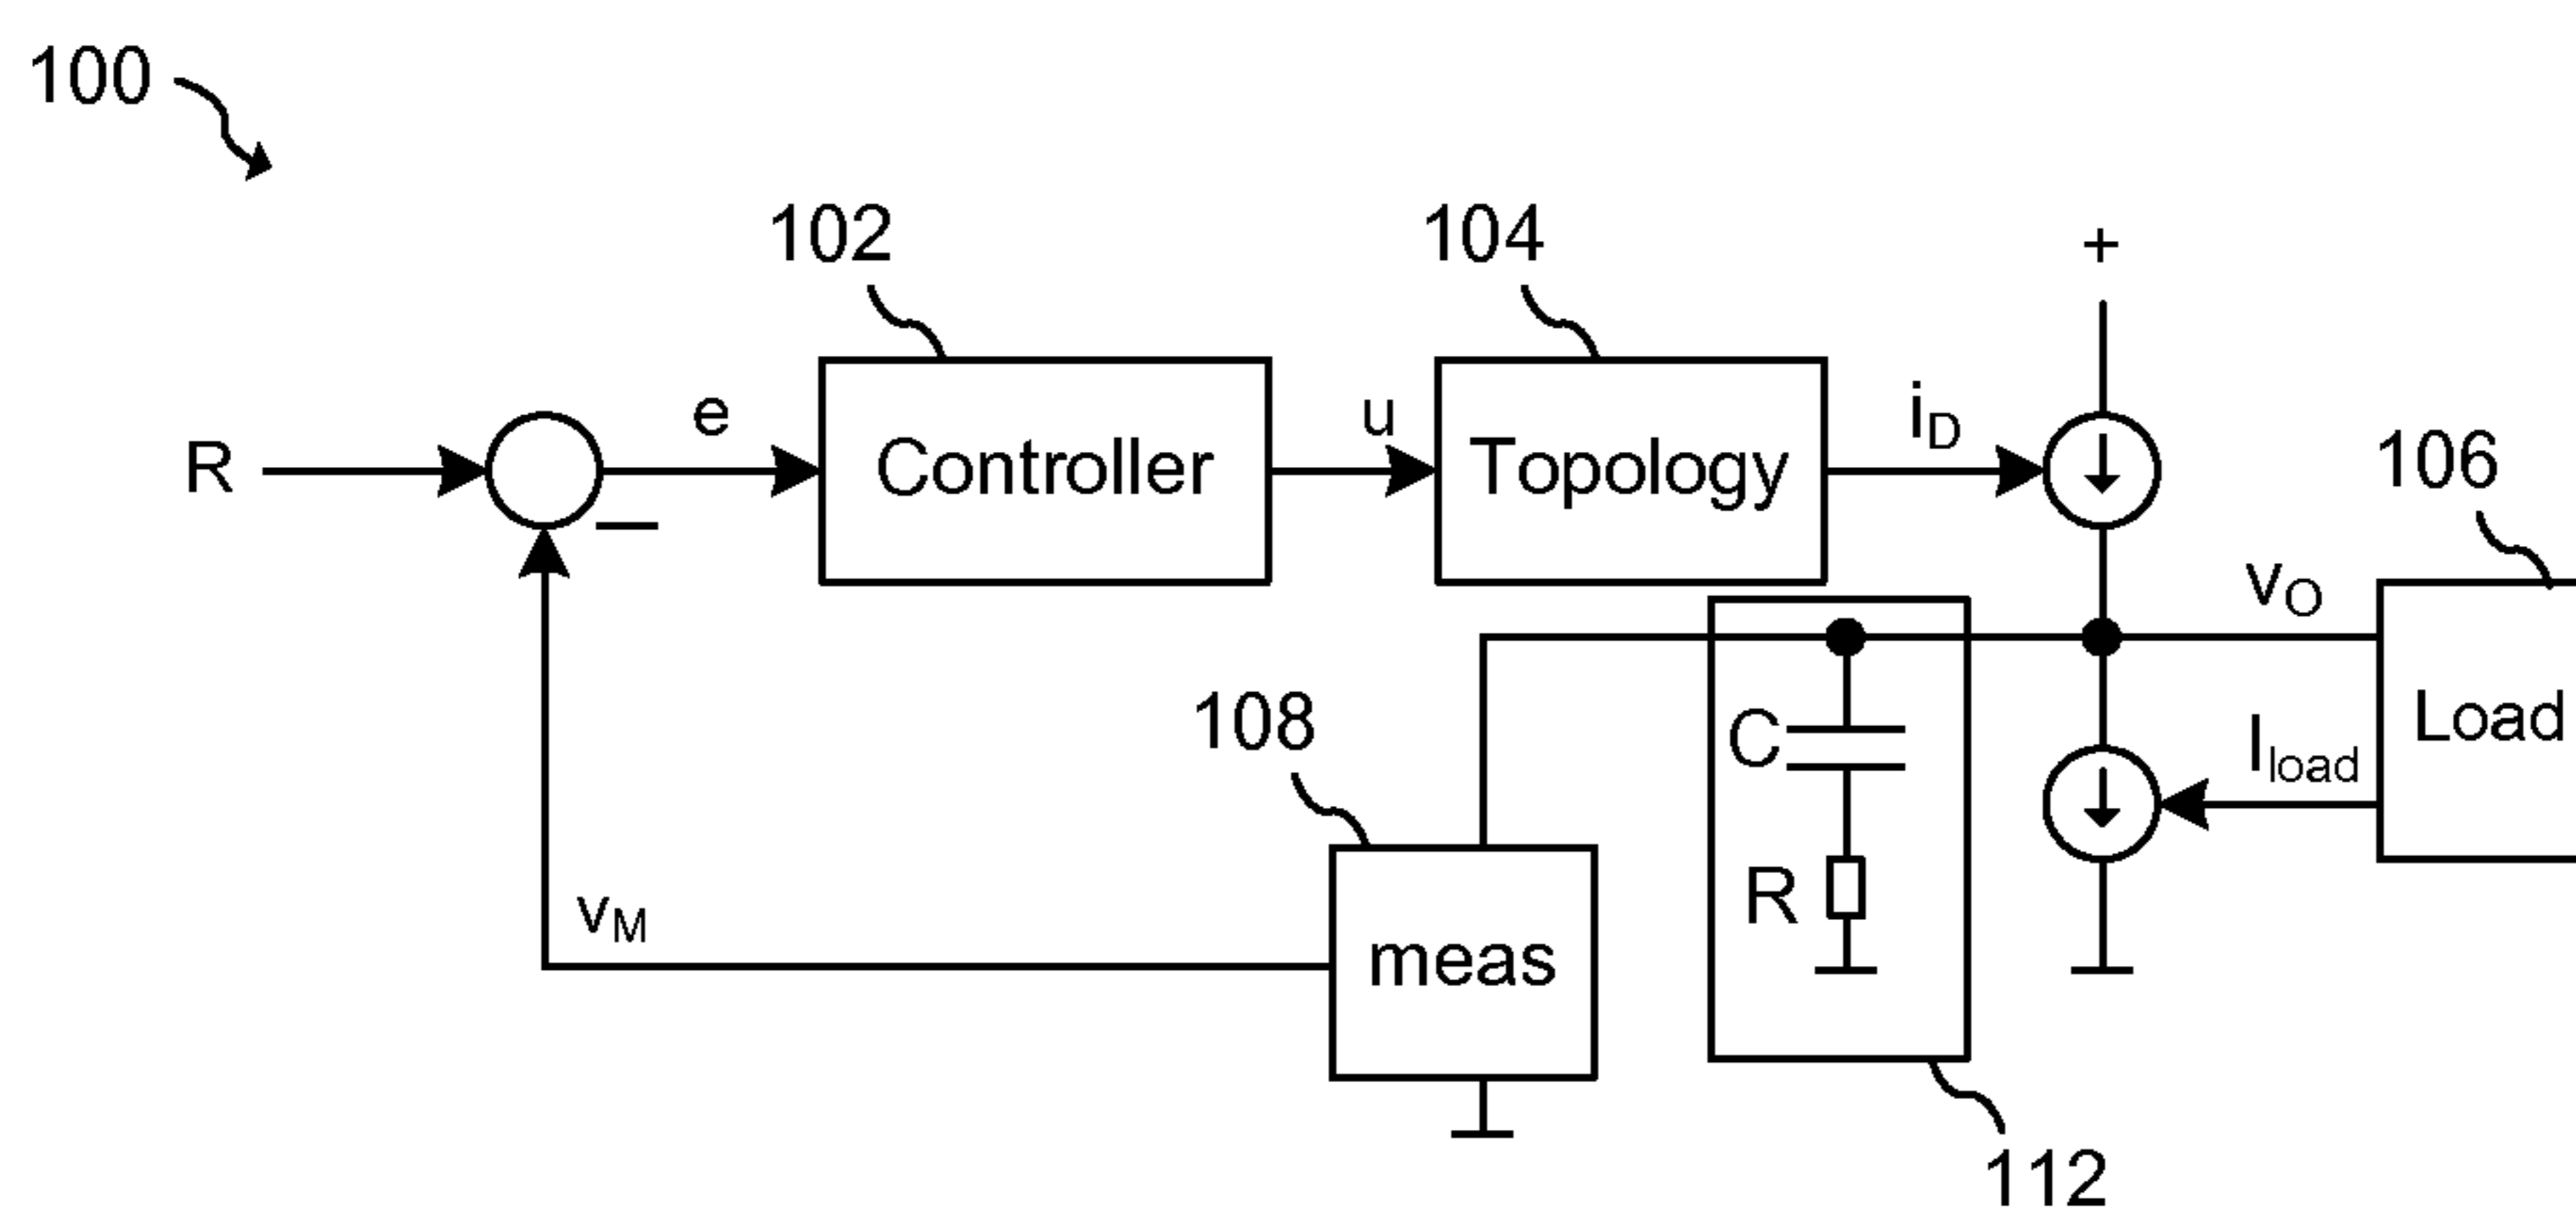 100
102
104
+
106
R
e
Controller
u
Topology
iD
vO
Load
Iload
108
C
R
vM
meas
112